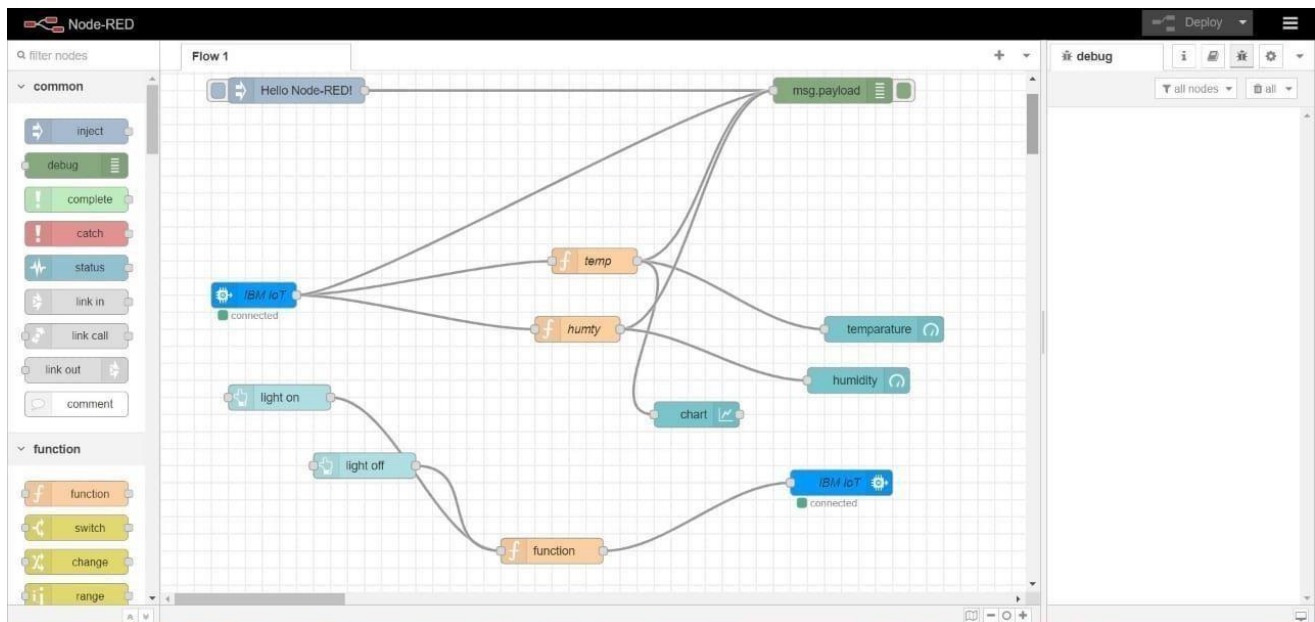 Node-RED
Deploy
filter nodes
Flow 1
debug
i
common
all nodes
all
inject
debug
complete
catch
status
link in
link call
link out
comment
function
function
switch
change
range
Hello Node-RED!
msg.payload
temp
IBM IoT
connected
humty
temparature
humidity
light on
chart
light off
IBM IoT
connected
function